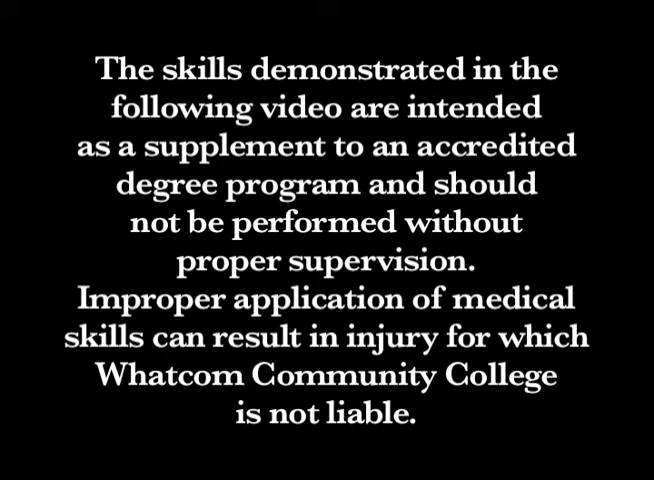 The skills demonstrated in the
following video are intended
as a supplement to an accredited
degree program and should
not be performed without
proper supervision.
Improper application of medical
skills can result in injury for which
Whatcom Community College
is not liable.